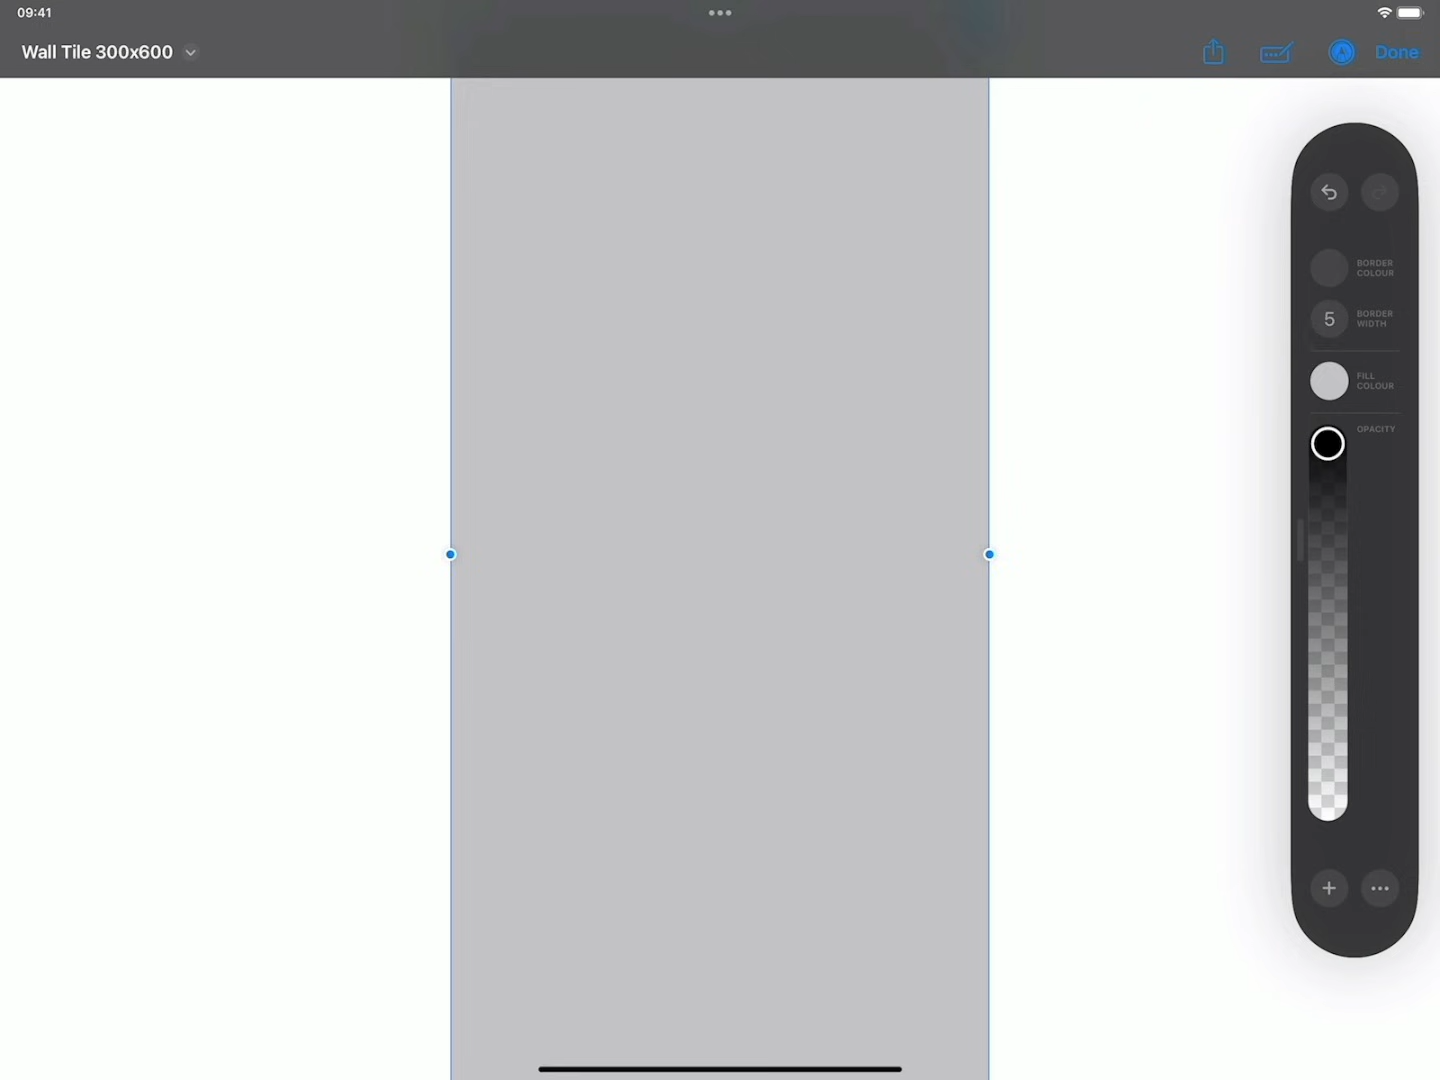 09:41
Wall Tile 300x600
Done
BORDER
COLOUR
5
BORDER
WIDTH
FILL
COLOUR
OPACITY